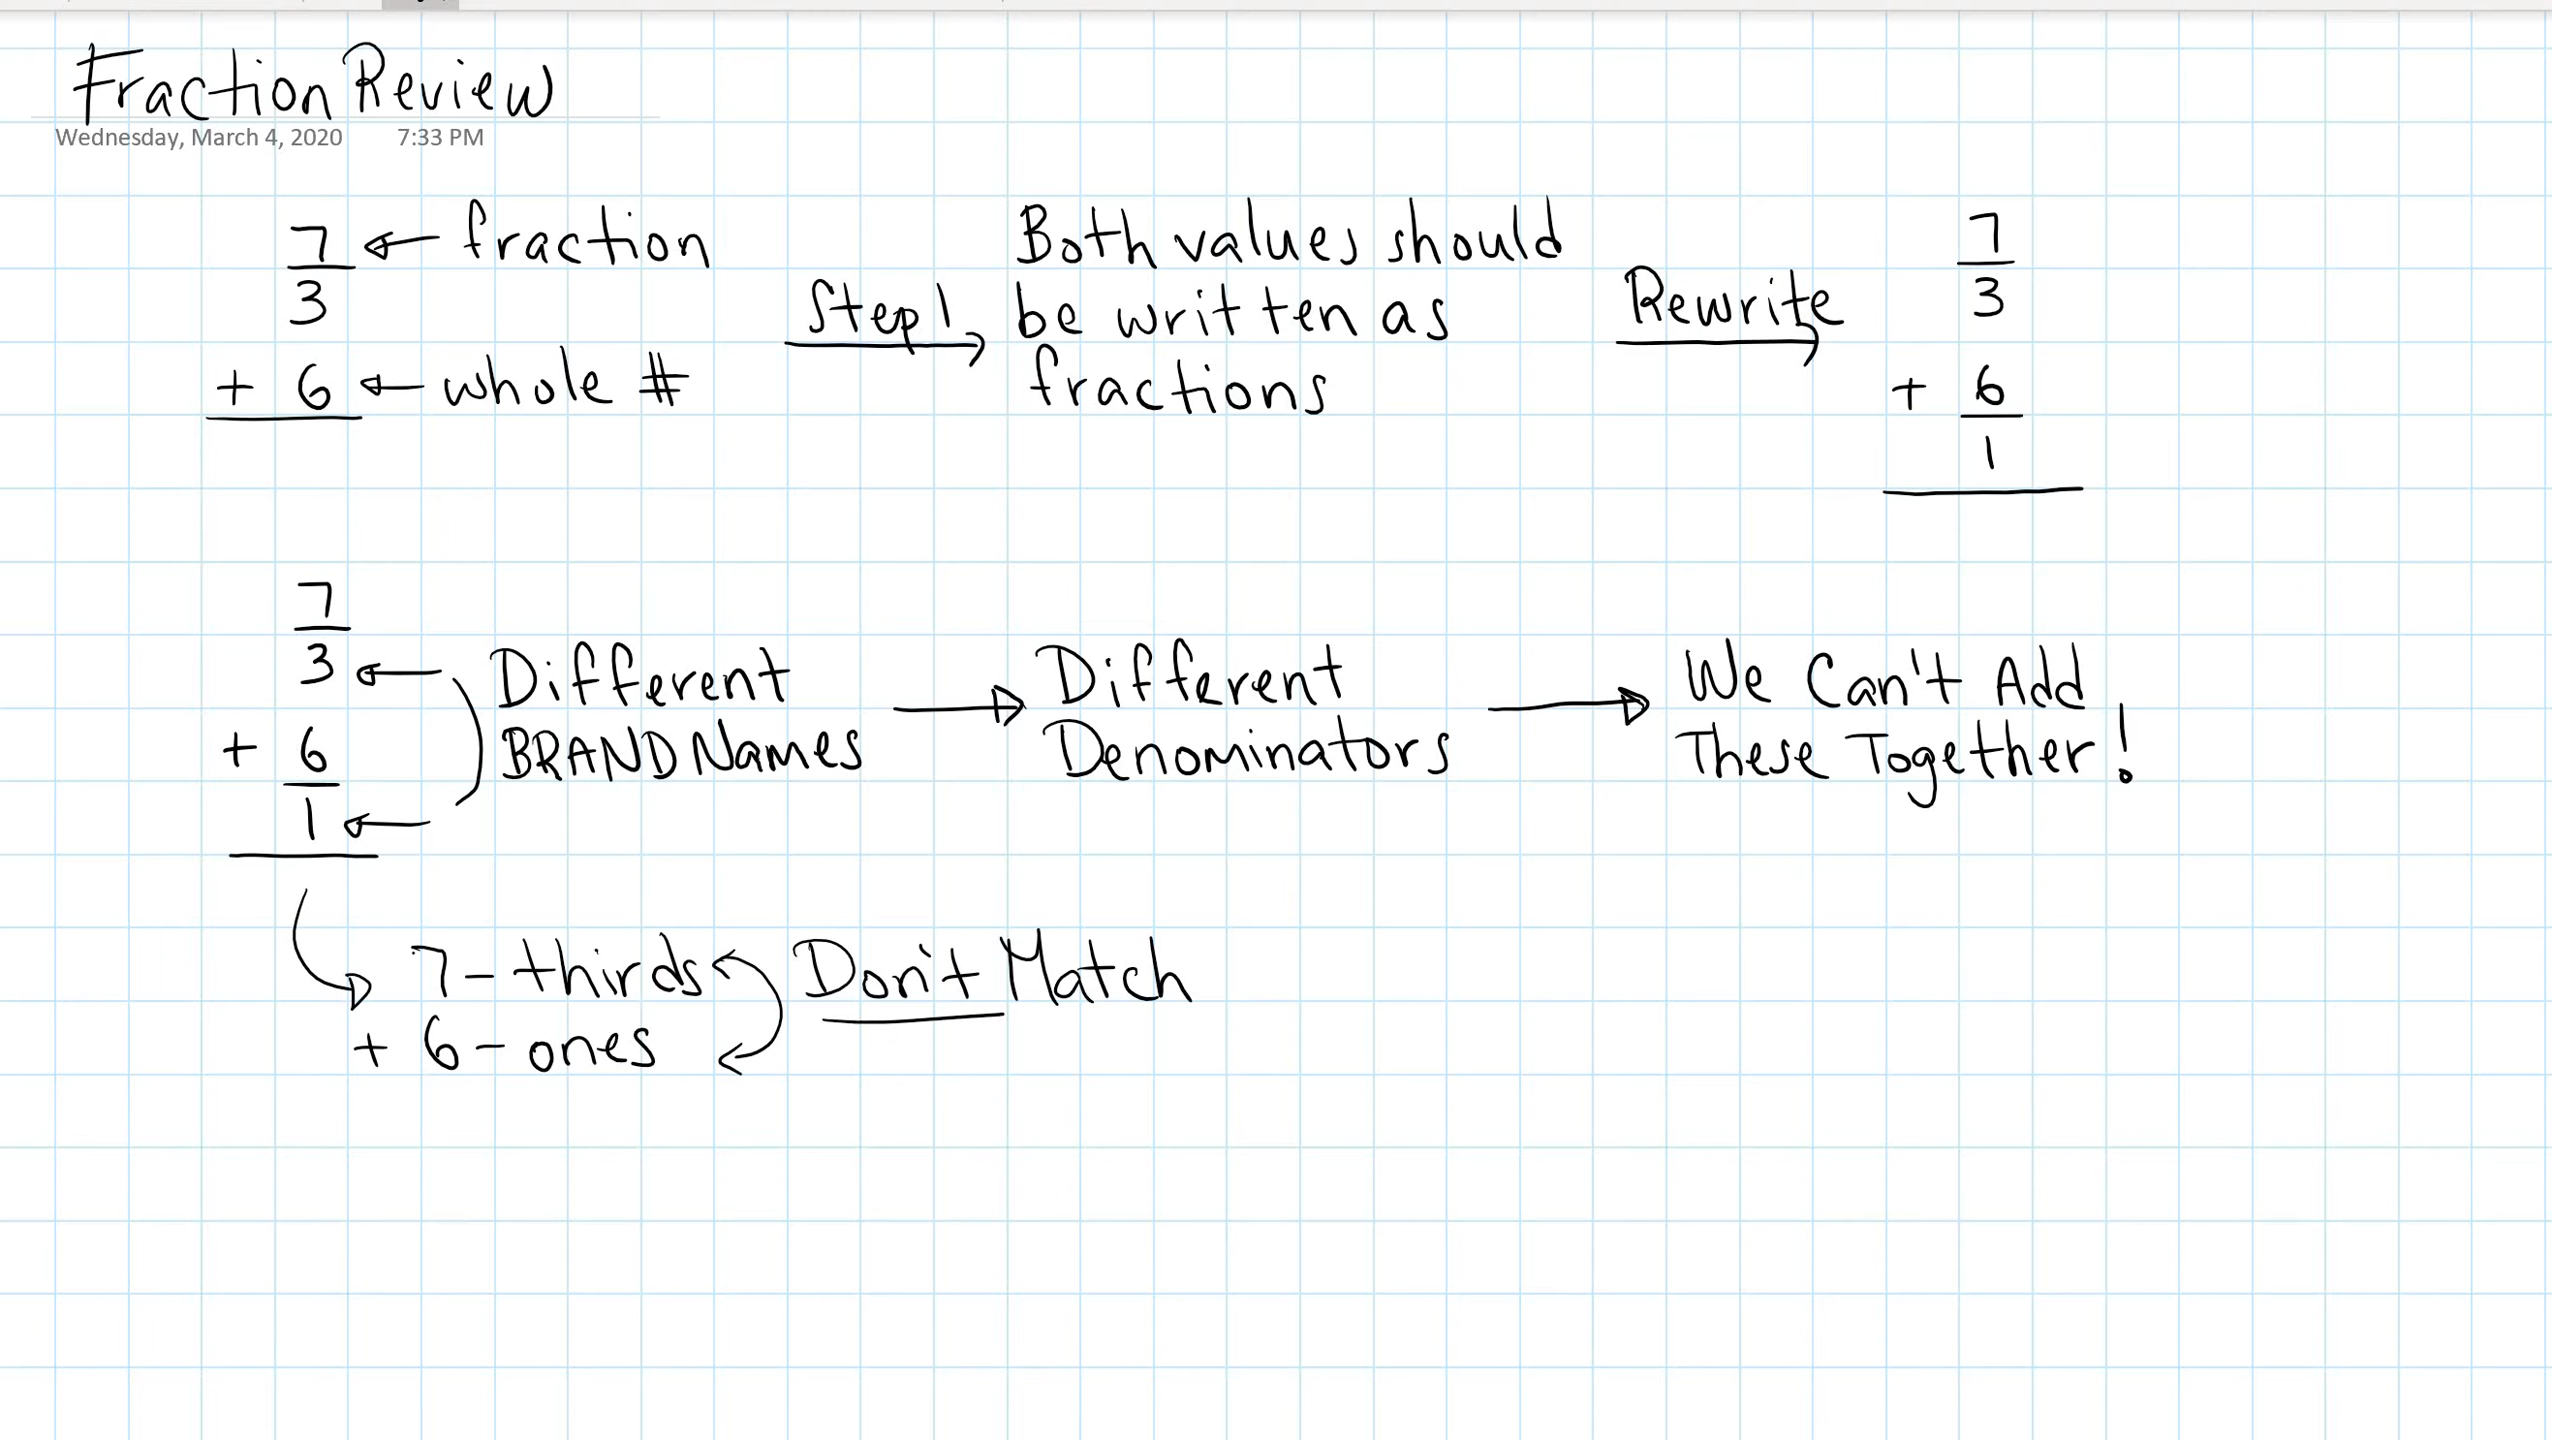 Fraction Review
Wednesday, March 4, 2020 7:33 PM
7/3 ← fraction
+ 6 ← whole #
Step 1 →
Both values should
be written as
fractions
Rewrite →
7/3
+ 6/1
7/3 ←
+ 6/1 ←
Different
BRAND Names
→ Different
Denominators
→ We Can't Add
These Together!
7 - thirds
+ 6 - ones
Don't Match